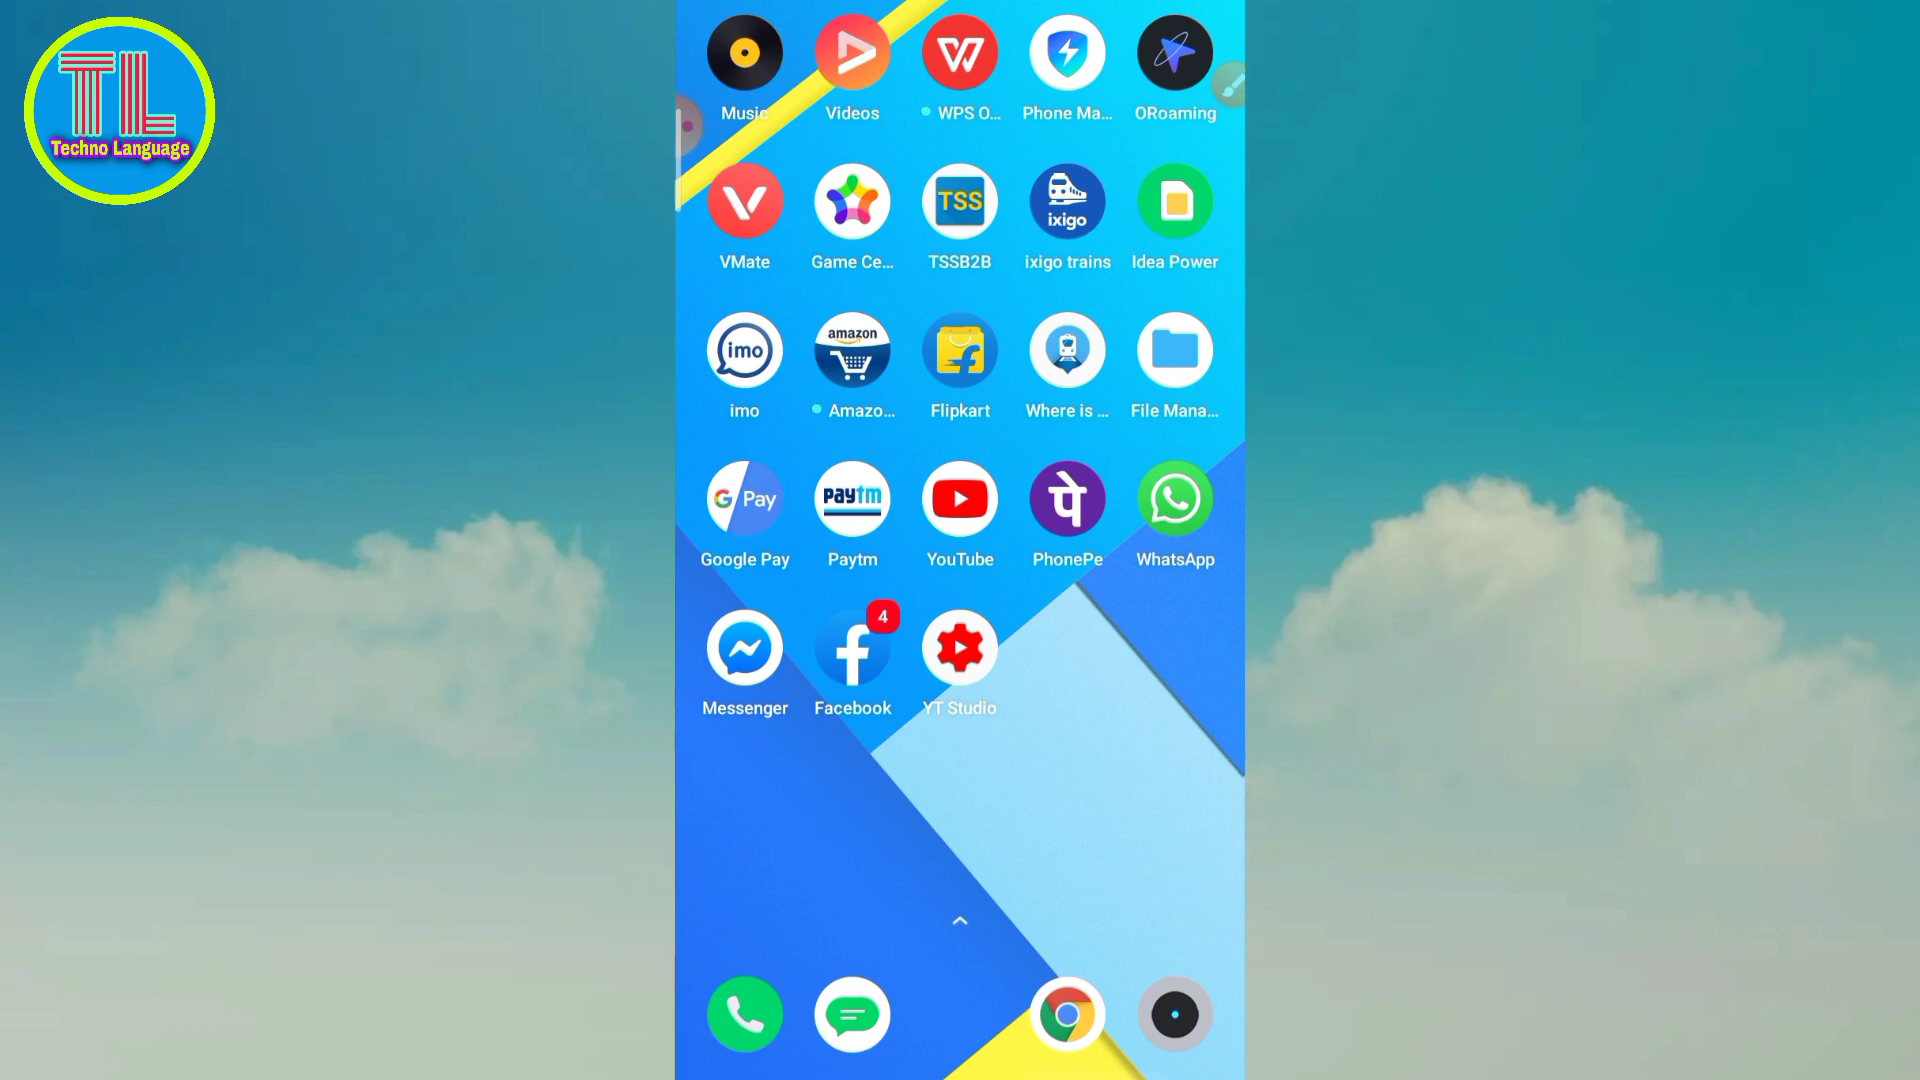 TL
Techno Language
Music Videos WPS O... Phone Ma... ORoaming
TSS
ixigo
VMate Game Ce... TSSB2B ixigo trains Idea Power
imo
amazon
imo Amazo... Flipkart Where is ... File Mana...
G Pay
paytm
पे
Google Pay Paytm YouTube PhonePe WhatsApp
4
Messenger Facebook YT Studio